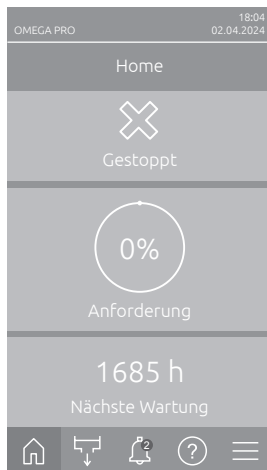 18:04
OMEGA PRO 02.04.2024
Home
Gestoppt
0%
Anforderung
1685 h
Nächste Wartung
2
?